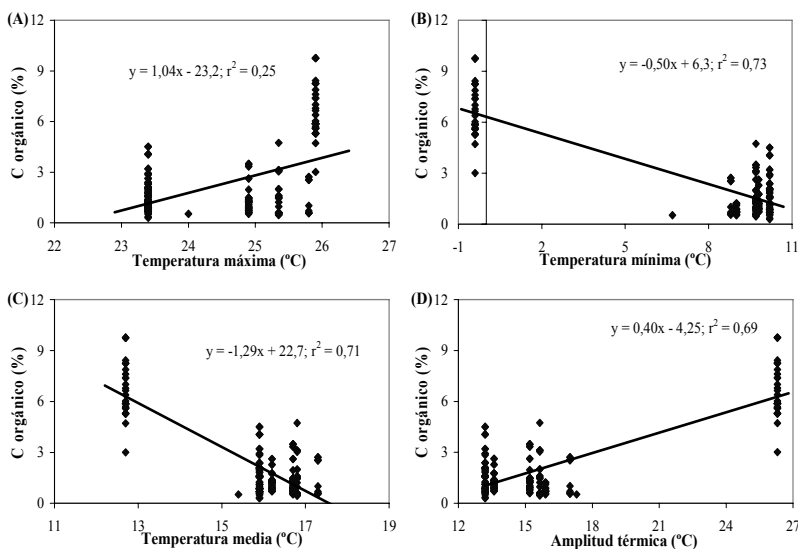 (A)
12
9
6
3
0
C orgánico (%)
y = 1,04x - 23,2; r² = 0,25
22 23 24 25 26 27
Temperatura máxima (ºC)
(B)
12
9
6
3
0
C orgánico (%)
y = -0,50x + 6,3; r² = 0,73
-1 2 5 8 11
Temperatura mínima (ºC)
(C)
12
9
6
3
0
C orgánico (%)
y = -1,29x + 22,7; r² = 0,71
11 13 15 17 19
Temperatura media (ºC)
(D)
12
9
6
3
0
C orgánico (%)
y = 0,40x - 4,25; r² = 0,69
12 15 18 21 24 27
Amplitud térmica (ºC)